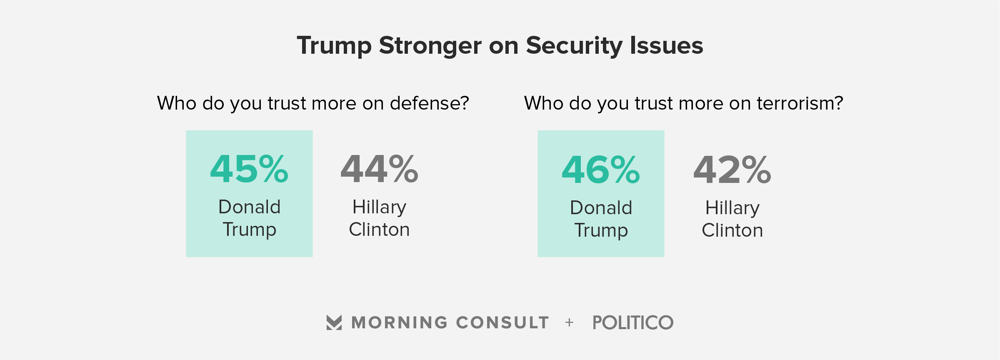 Trump Stronger on Security Issues
Who do you trust more on defense?
45%
Donald
Trump
44%
Hillary
Clinton
Who do you trust more on terrorism?
46%
Donald
Trump
42%
Hillary
Clinton
MORNING CONSULT + POLITICO